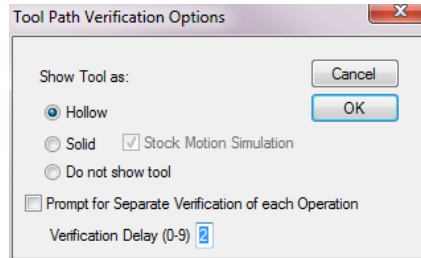 Tool Path Verification Options
X
Show Tool as:
Cancel
Hollow
OK
Solid Stock Motion Simulation
Do not show tool
Prompt for Separate Verification of each Operation
Verification Delay (0-9) 2